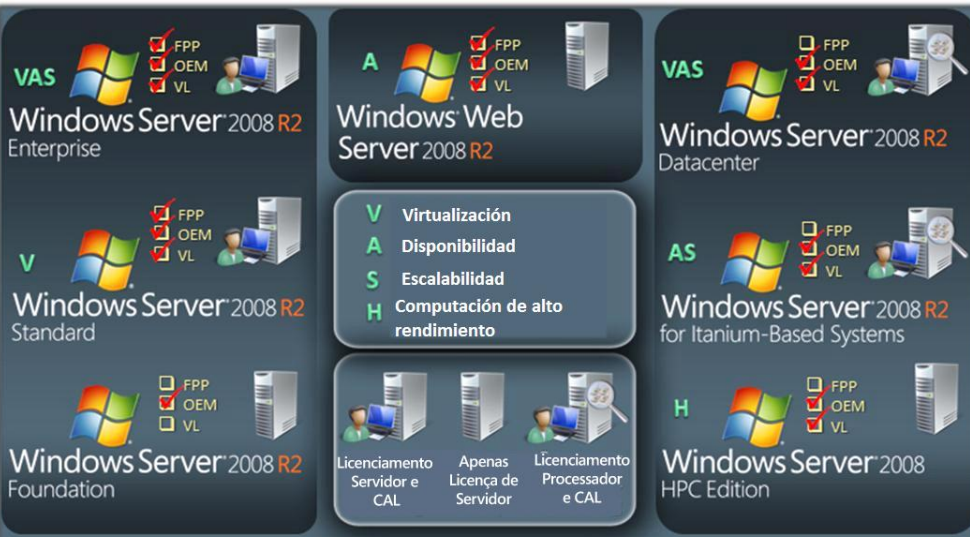 VAS
FPP
OEM
VL
Windows Server 2008 R2
Enterprise
A
FPP
OEM
VL
Windows Web
Server 2008 R2
VAS
FPP
OEM
VL
Windows Server 2008 R2
Datacenter
V
FPP
OEM
VL
Windows Server 2008 R2
Standard
V Virtualización
A Disponibilidad
S Escalabilidad
H Computación de alto
rendimiento
AS
FPP
OEM
VL
Windows Server 2008 R2
for Itanium-Based Systems
FPP
OEM
VL
Windows Server 2008 R2
Foundation
Licenciamento
Servidor e
CAL
Apenas
Licença de
Servidor
Licenciamento
Processador
e CAL
H
FPP
OEM
VL
Windows Server 2008
HPC Edition